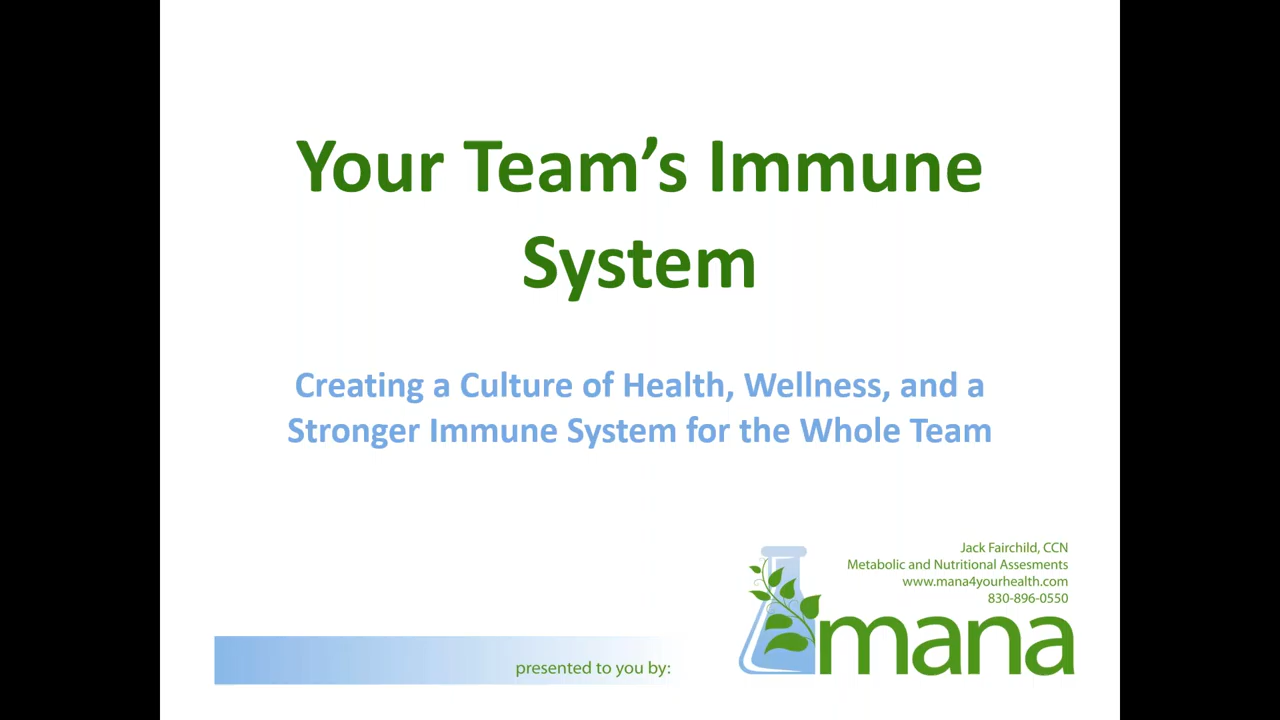 Your Team’s Immune
System
Creating a Culture of Health, Wellness, and a
Stronger Immune System for the Whole Team
Jack Fairchild, CCN
Metabolic and Nutritional Assesments
www.mana4yourhealth.com
830-896-0550
mana
presented to you by: